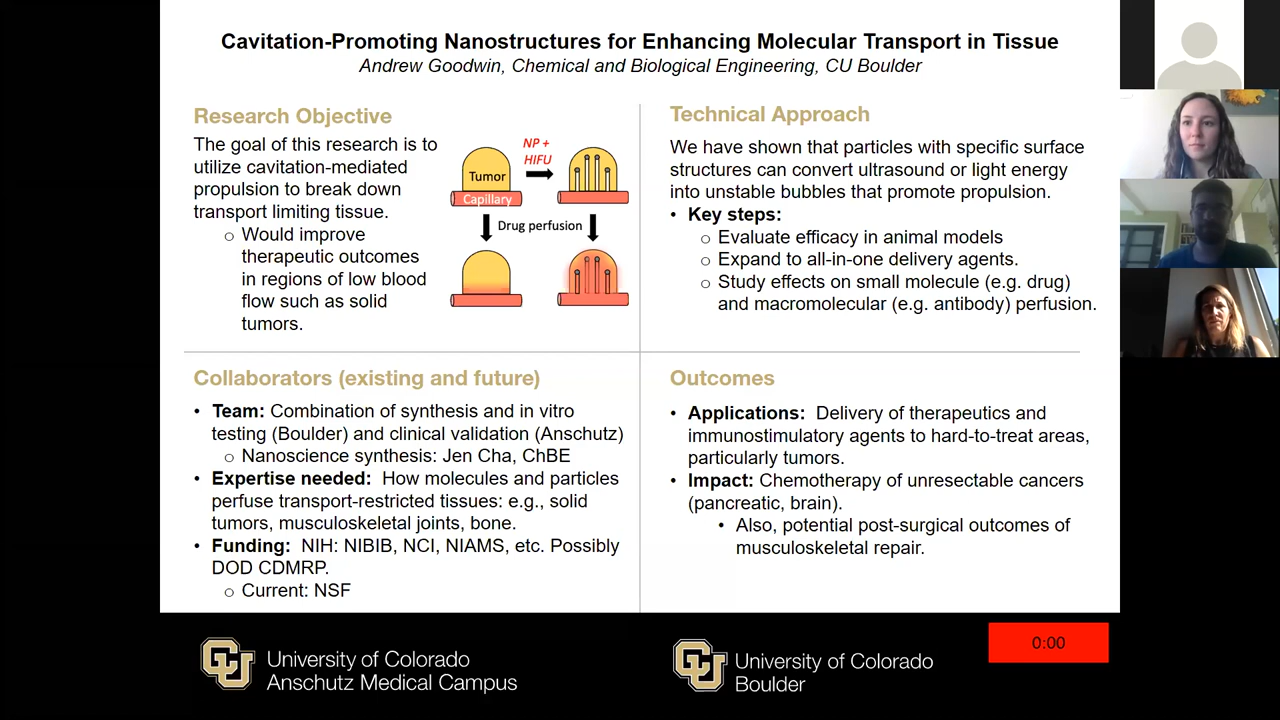 Cavitation-Promoting Nanostructures for Enhancing Molecular Transport in Tissue
Andrew Goodwin, Chemical and Biological Engineering, CU Boulder
Research Objective
The goal of this research is to
utilize cavitation-mediated
propulsion to break down
transport limiting tissue.
○ Would improve
therapeutic outcomes
in regions of low blood
flow such as solid
tumors.
NP +
HIFU
Tumor
Capillary
Drug perfusion
Technical Approach
We have shown that particles with specific surface
structures can convert ultrasound or light energy
into unstable bubbles that promote propulsion.
• Key steps:
○ Evaluate efficacy in animal models
○ Expand to all-in-one delivery agents.
○ Study effects on small molecule (e.g. drug)
and macromolecular (e.g. antibody) perfusion.
Collaborators (existing and future)
• Team: Combination of synthesis and in vitro
testing (Boulder) and clinical validation (Anschutz)
○ Nanoscience synthesis: Jen Cha, ChBE
• Expertise needed: How molecules and particles
perfuse transport-restricted tissues: e.g., solid
tumors, musculoskeletal joints, bone.
• Funding: NIH: NIBIB, NCI, NIAMS, etc. Possibly
DOD CDMRP.
○ Current: NSF
Outcomes
• Applications: Delivery of therapeutics and
immunostimulatory agents to hard-to-treat areas,
particularly tumors.
• Impact: Chemotherapy of unresectable cancers
(pancreatic, brain).
• Also, potential post-surgical outcomes of
musculoskeletal repair.
CU
University of Colorado
Anschutz Medical Campus
CU
University of Colorado
Boulder
0:00